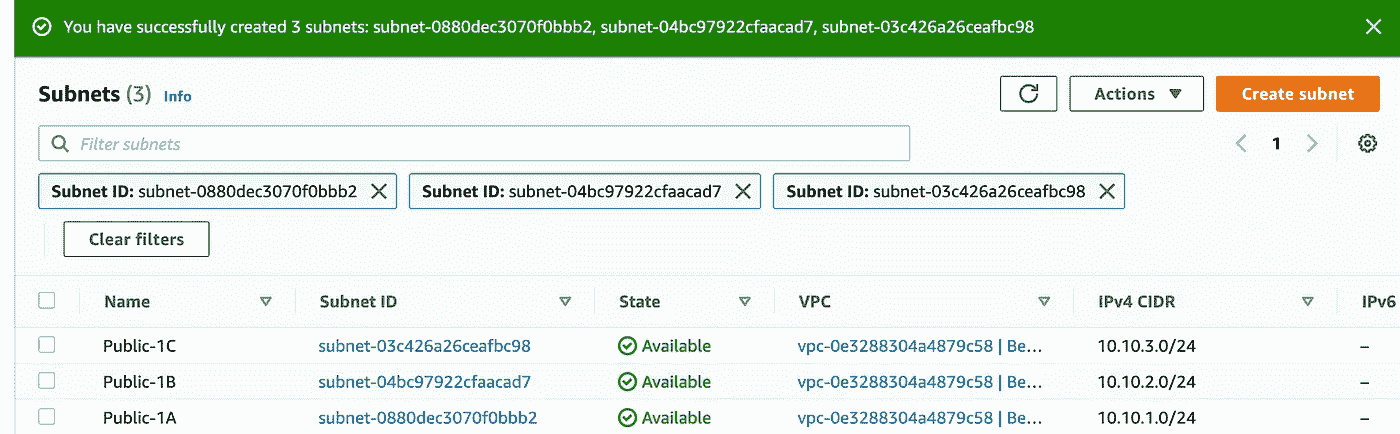 You have successfully created 3 subnets: subnet-0880dec3070f0bbb2, subnet-04bc97922cfaacad7, subnet-03c426a26ceafbc98
Subnets (3) Info
Actions
Create subnet
Filter subnets
1
Subnet ID: subnet-0880dec3070f0bbb2
Subnet ID: subnet-04bc97922cfaacad7
Subnet ID: subnet-03c426a26ceafbc98
Clear filters
Name Subnet ID State VPC IPv4 CIDR IPv6
Public-1C subnet-03c426a26ceafbc98 Available vpc-0e3288304a4879c58 | Be... 10.10.3.0/24 –
Public-1B subnet-04bc97922cfaacad7 Available vpc-0e3288304a4879c58 | Be... 10.10.2.0/24 –
Public-1A subnet-0880dec3070f0bbb2 Available vpc-0e3288304a4879c58 | Be... 10.10.1.0/24 –